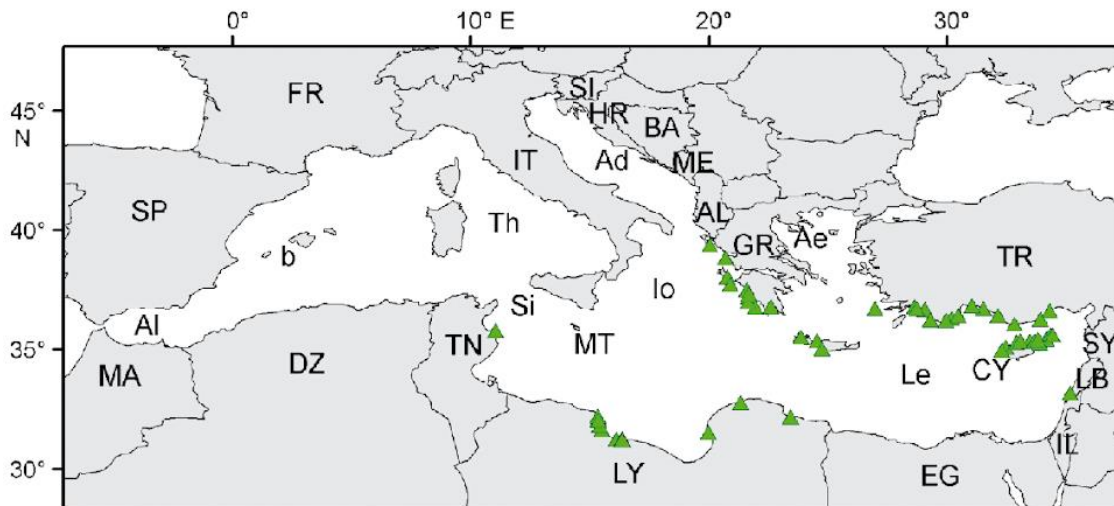 0° 10° E 20° 30°
45°
N
40°
35°
30°
FR
SI
HR
BA
IT
Ad
ME
SP
AL
Th
GR
Ae
TR
b
Io
Al
Si
TN
MT
SY
MA
DZ
Le
CY
LB
IL
LY
EG